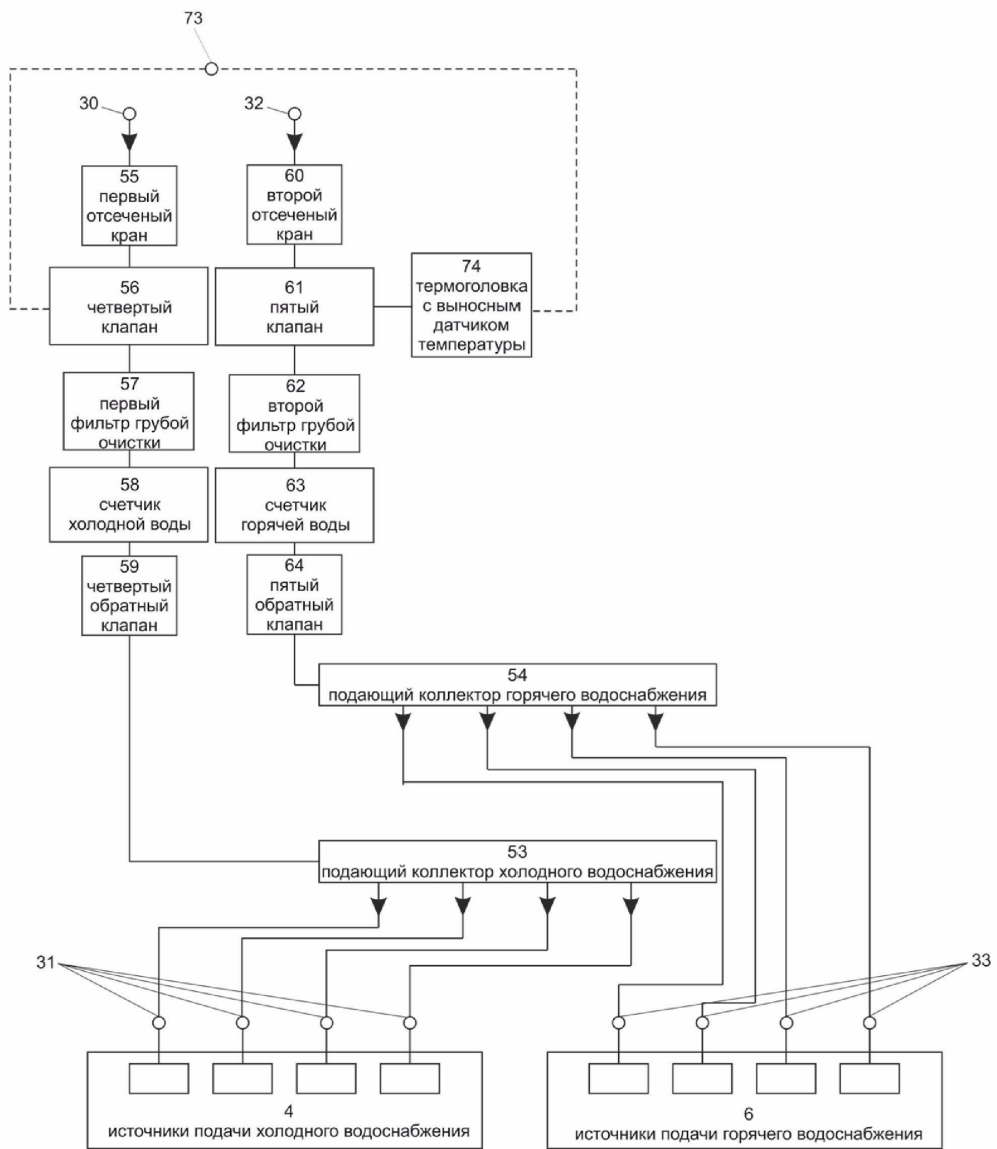 73
30
32
55
первый
отсеченый
кран
60
второй
отсеченый
кран
56
четвертый
клапан
61
пятый
клапан
74
термоголовка
с выносным
датчиком
температуры
57
первый
фильтр грубой
очистки
62
второй
фильтр грубой
очистки
58
счетчик
холодной воды
63
счетчик
горячей воды
59
четвертый
обратный
клапан
64
пятый
обратный
клапан
54
подающий коллектор горячего водоснабжения
53
подающий коллектор холодного водоснабжения
31
33
4
источники подачи холодного водоснабжения
6
источники подачи горячего водоснабжения